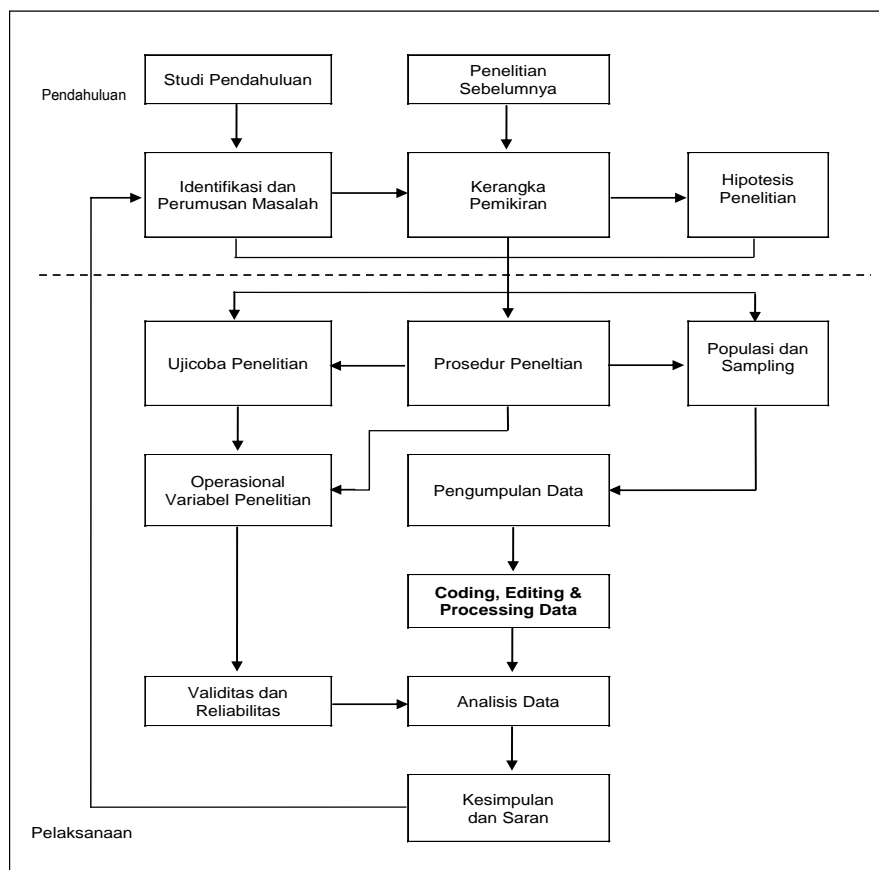 Pendahuluan
Studi Pendahuluan
Penelitian
Sebelumnya
Identifikasi dan
Perumusan Masalah
Kerangka
Pemikiran
Hipotesis
Penelitian
Ujicoba Penelitian
Prosedur Peneltian
Populasi dan
Sampling
Operasional
Variabel Penelitian
Pengumpulan Data
Coding, Editing &
Processing Data
Validitas dan
Reliabilitas
Analisis Data
Kesimpulan
dan Saran
Pelaksanaan